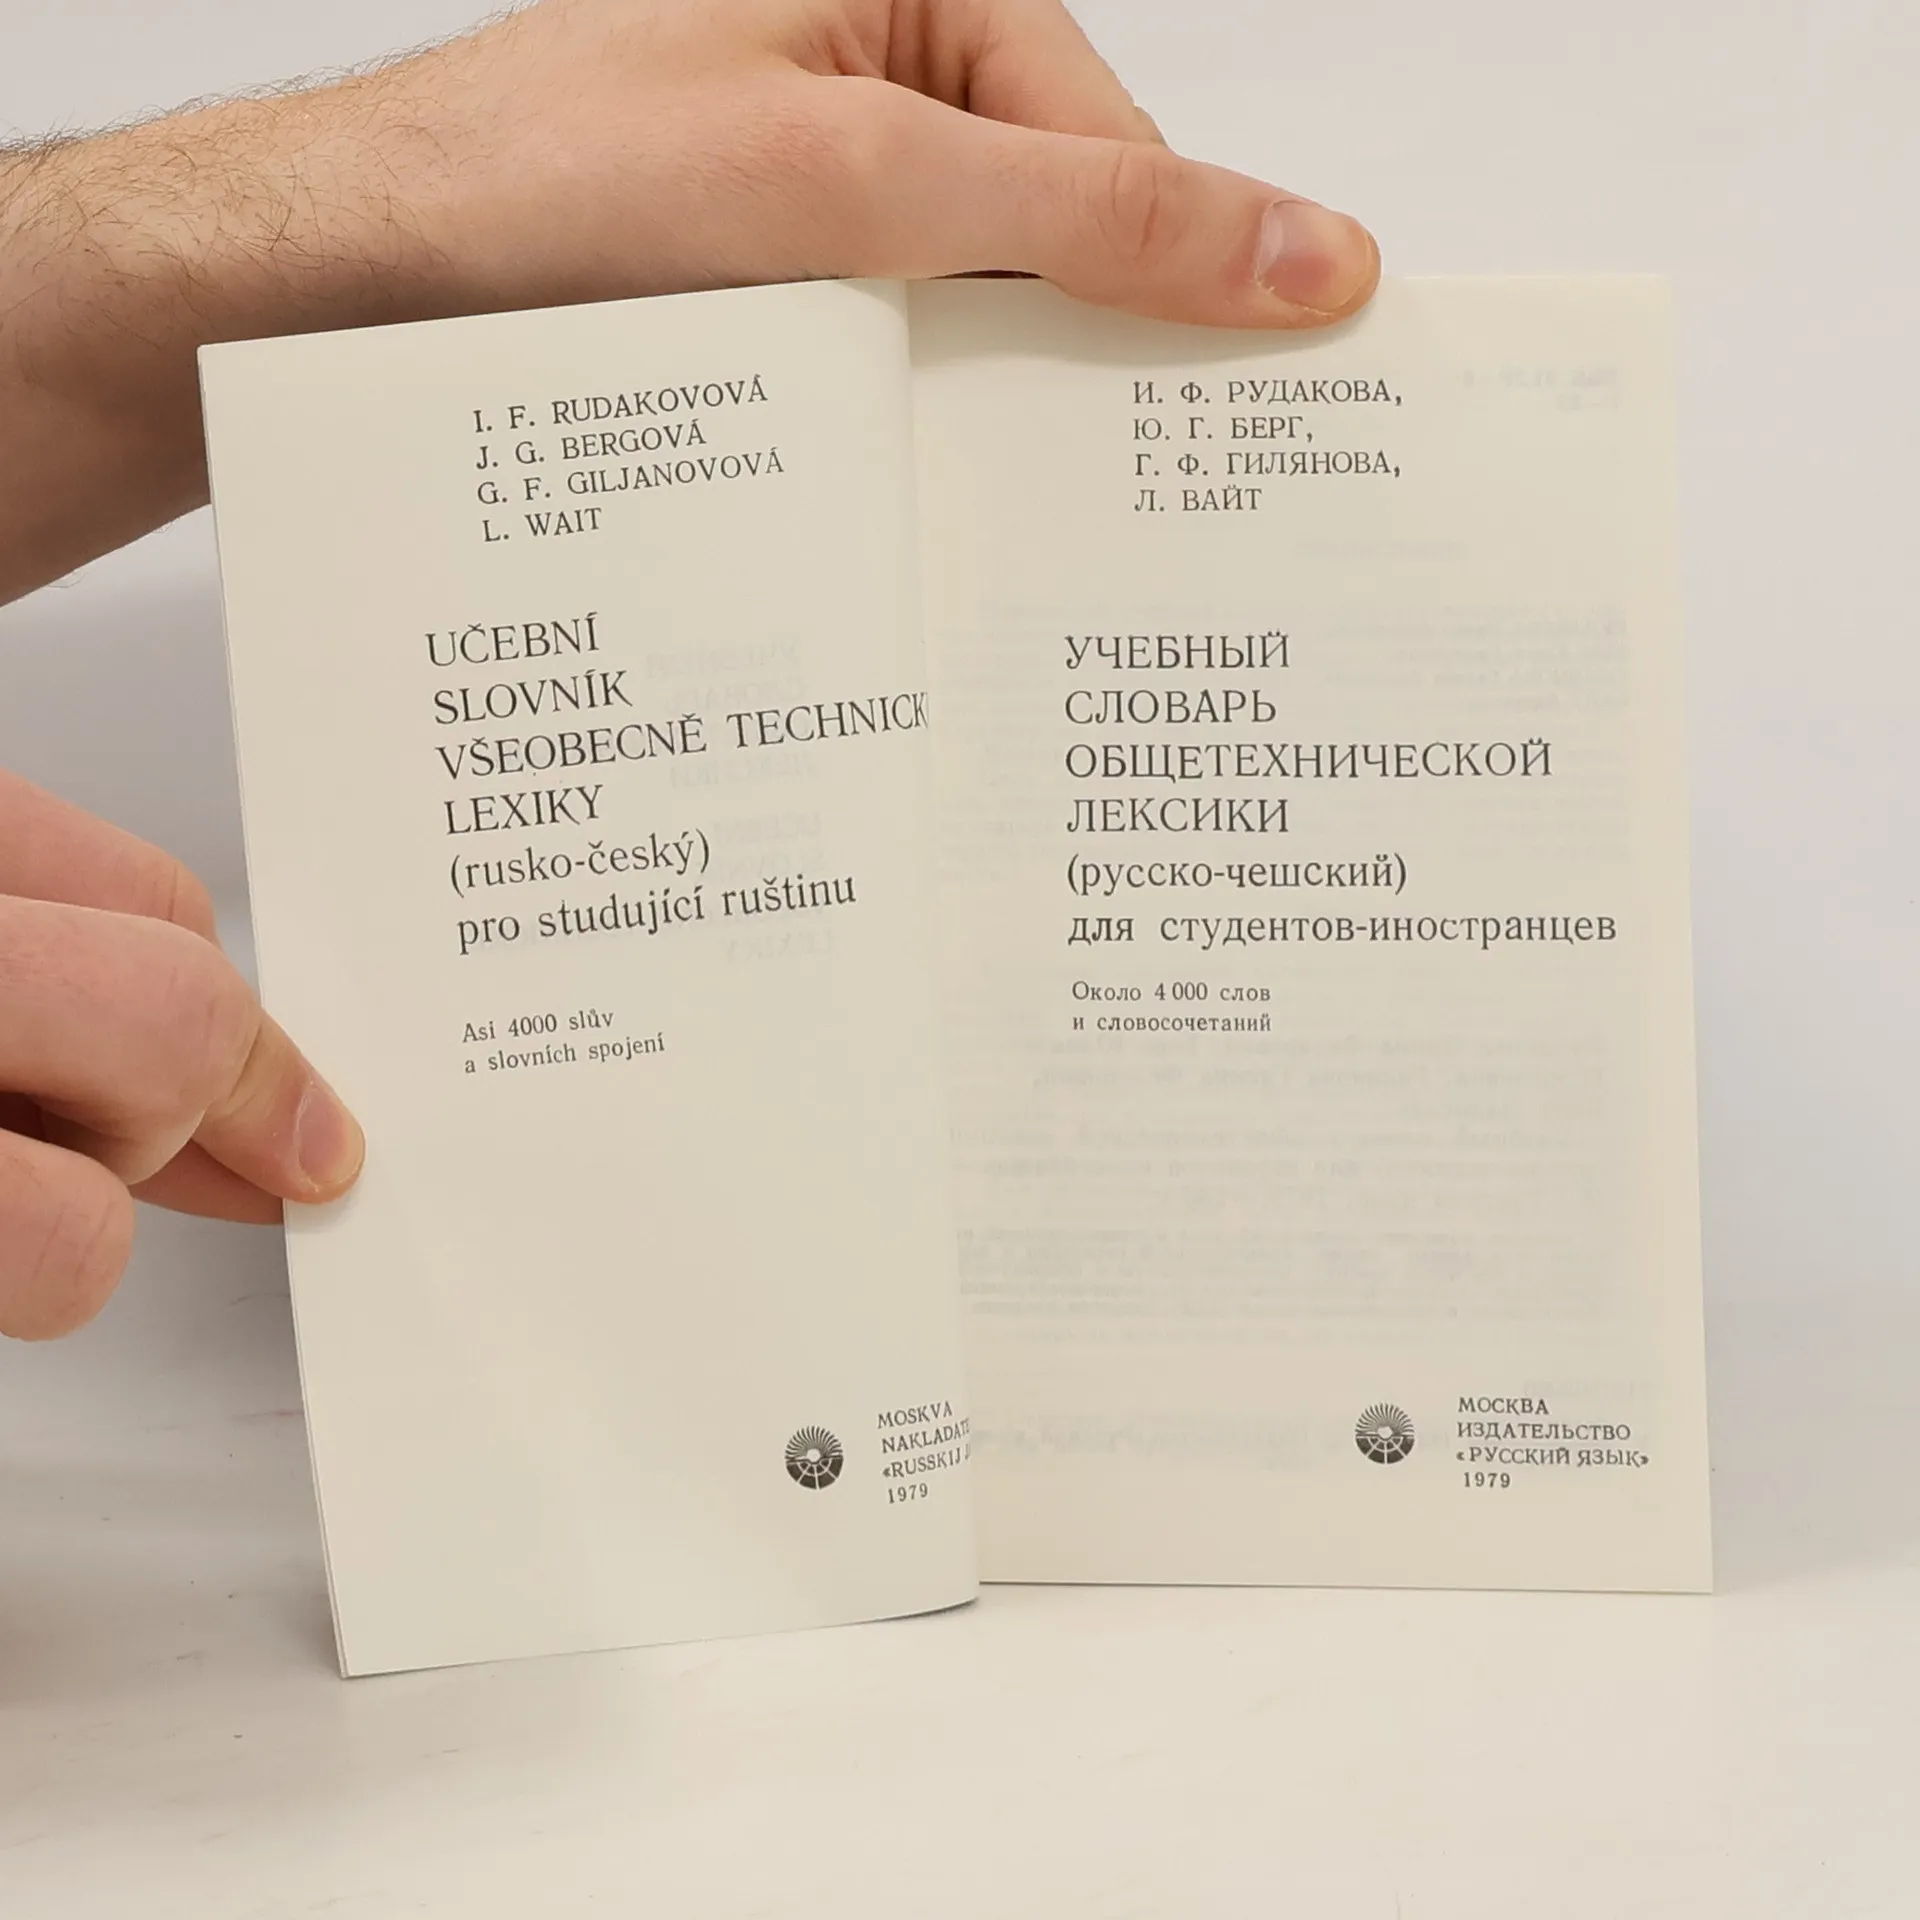 I. F. RUDAKOVOVÁ
J. G. BERGOVÁ
G. F. GILJANOVOVÁ
L. WAIT
UČEBNÍ
SLOVNÍK
VŠEOBECNĚ TECHNICK
LEXIKY
(rusko-český)
pro studující ruštinu
Asi 4000 slův
a slovních spojení
MOSKVA
NAKLADATE
«RUSSKIJ J
1979
И. Ф. РУДАКОВА,
Ю. Г. БЕРГ,
Г. Ф. ГИЛЯНОВА,
Л. ВАЙТ
УЧЕБНЫЙ
СЛОВАРЬ
ОБЩЕТЕХНИЧЕСКОЙ
ЛЕКСИКИ
(русско-чешский)
для студентов-иностранцев
Около 4 000 слов
и словосочетаний
МОСКВА
ИЗДАТЕЛЬСТВО
«РУССКИЙ ЯЗЫК»
1979